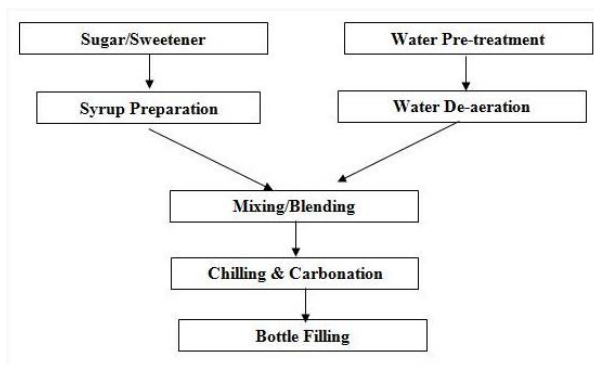 Sugar/Sweetener
Water Pre-treatment
Syrup Preparation
Water De-aeration
Mixing/Blending
Chilling & Carbonation
Bottle Filling